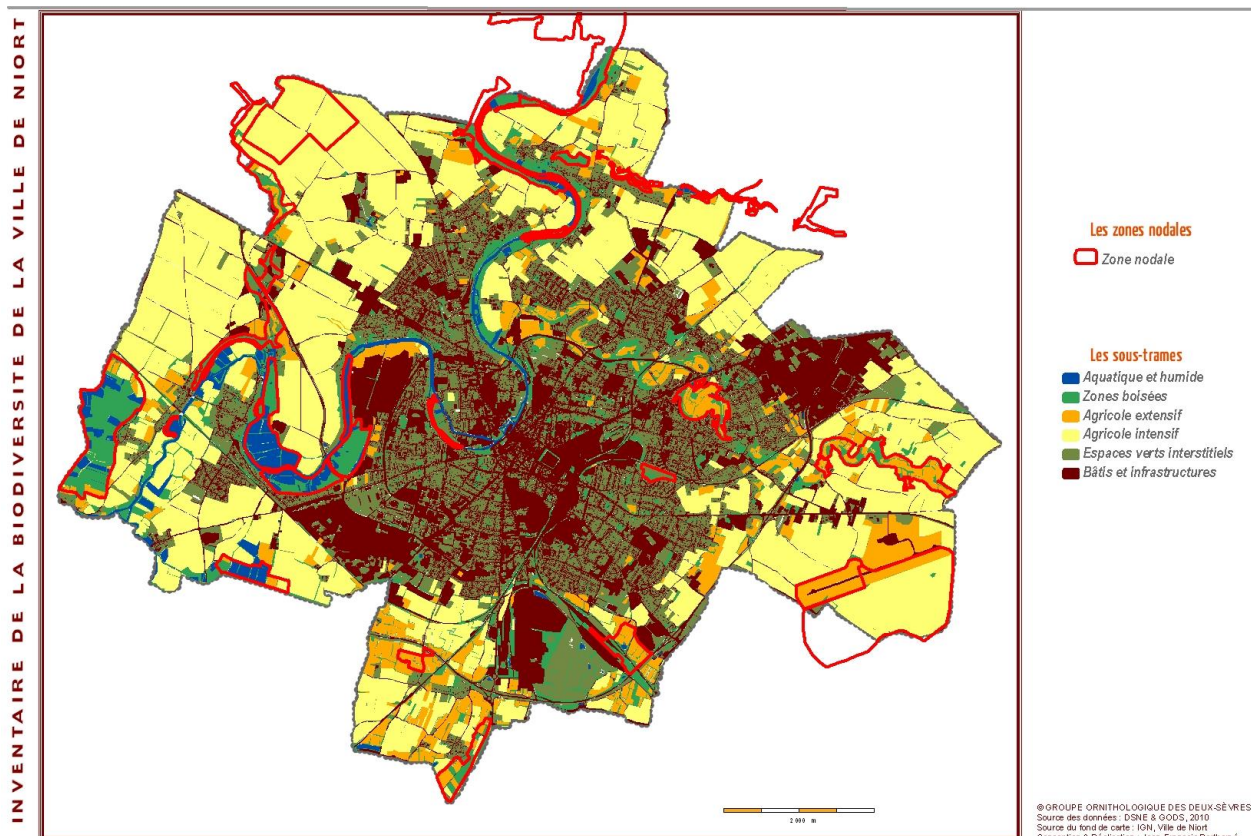 INVENTAIRE DE LA BIODIVERSITE DE LA VILLE DE NIORT
Les zones nodales
Zone nodale
Les sous-trames
Aquatique et humide
Zones boisées
Agricole extensif
Agricole intensif
Espaces verts interstitiels
Bâtis et infrastructures
2 000 m
©GROUPE ORNITHOLOGIQUE DES DEUX-SÈVRES
Source des données : DSNE & GODS, 2010
Source du fond de carte : IGN, Ville de Niort